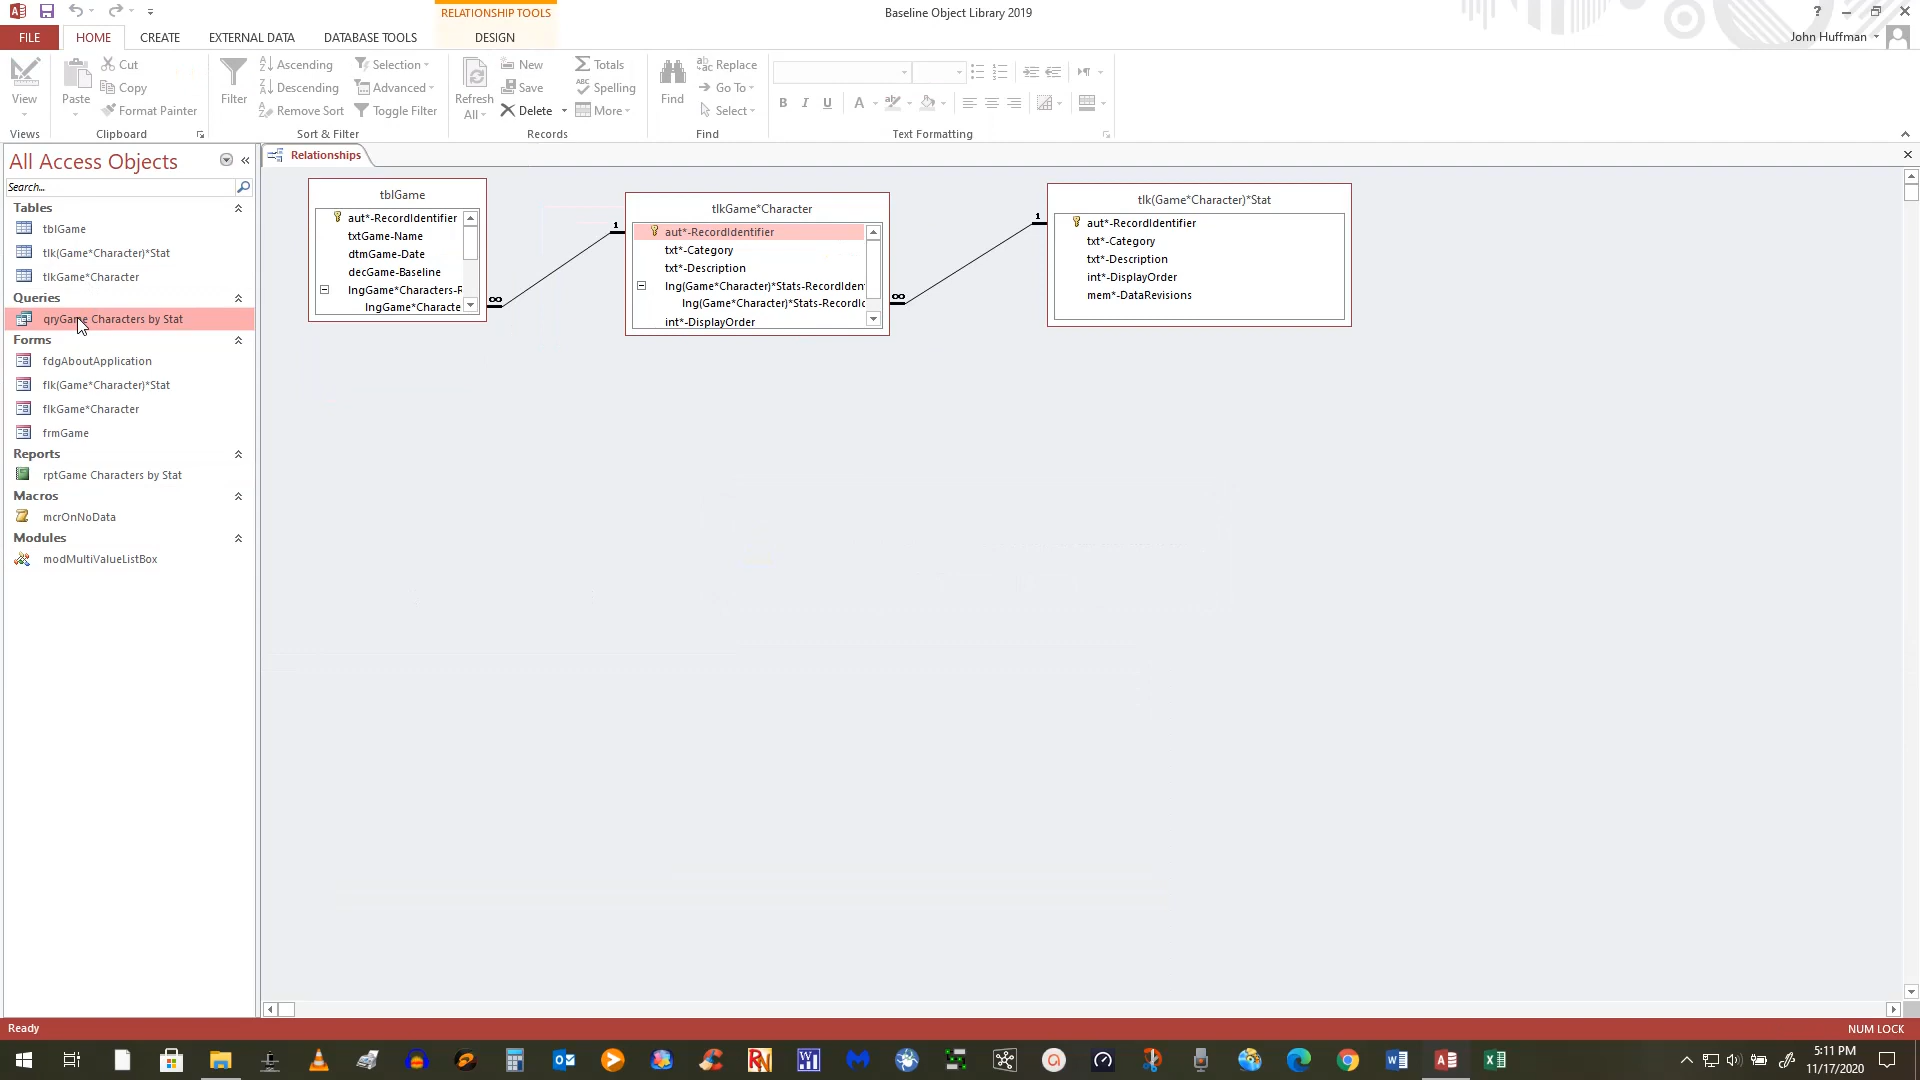 RELATIONSHIP TOOLS
Baseline Object Library 2019
?
FILE
HOME
CREATE
EXTERNAL DATA
DATABASE TOOLS
DESIGN
John Huffman
View
Views
Paste
Cut
Copy
Format Painter
Clipboard
Filter
Ascending
Descending
Remove Sort
Selection
Advanced
Toggle Filter
Sort & Filter
Refresh
All
New
Save
Delete
Totals
Spelling
More
Records
Find
Replace
Go To
Select
Find
B I U A
Text Formatting
All Access Objects
Search...
Tables
tblGame
tlk(Game*Character)*Stat
tlkGame*Character
Queries
qryGame Characters by Stat
Forms
fdgAboutApplication
flk(Game*Character)*Stat
flkGame*Character
frmGame
Reports
rptGame Characters by Stat
Macros
mcrOnNoData
Modules
modMultiValueListBox
Relationships
tblGame
aut*-RecordIdentifier
txtGame-Name
dtmGame-Date
decGame-Baseline
lngGame*Characters-R
lngGame*Characte
∞
1
tlkGame*Character
aut*-RecordIdentifier
txt*-Category
txt*-Description
lng(Game*Character)*Stats-RecordIden
lng(Game*Character)*Stats-RecordIc
int*-DisplayOrder
∞
1
tlk(Game*Character)*Stat
aut*-RecordIdentifier
txt*-Category
txt*-Description
int*-DisplayOrder
mem*-DataRevisions
Ready
NUM LOCK
5:11 PM
11/17/2020